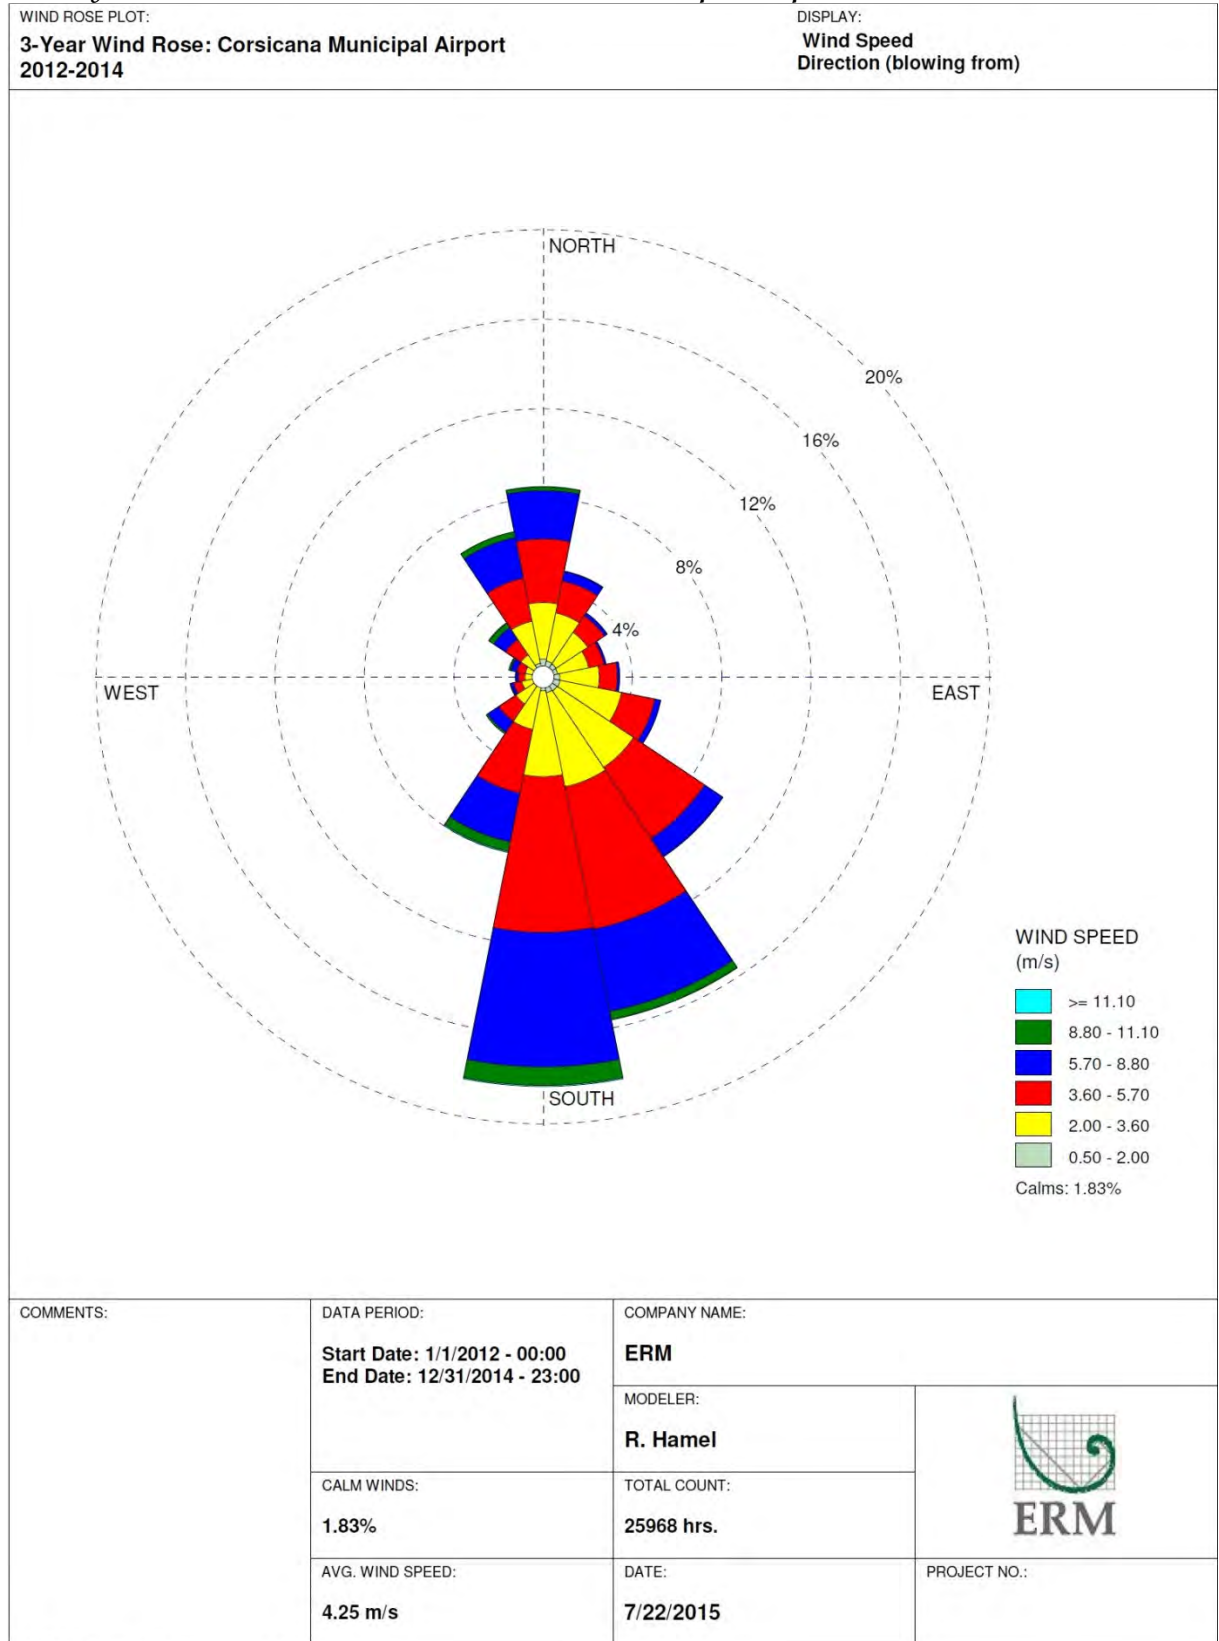 WIND ROSE PLOT:
3-Year Wind Rose: Corsicana Municipal Airport
2012-2014
DISPLAY:
Wind Speed
Direction (blowing from)
NORTH
20%
16%
12%
8%
4%
WEST
EAST
SOUTH
WIND SPEED
(m/s)
>= 11.10
8.80 - 11.10
5.70 - 8.80
3.60 - 5.70
2.00 - 3.60
0.50 - 2.00
Calms: 1.83%
COMMENTS:
DATA PERIOD:
Start Date: 1/1/2012 - 00:00
End Date: 12/31/2014 - 23:00
COMPANY NAME:
ERM
MODELER:
R. Hamel
CALM WINDS:
1.83%
TOTAL COUNT:
25968 hrs.
ERM
AVG. WIND SPEED:
4.25 m/s
DATE:
7/22/2015
PROJECT NO.: